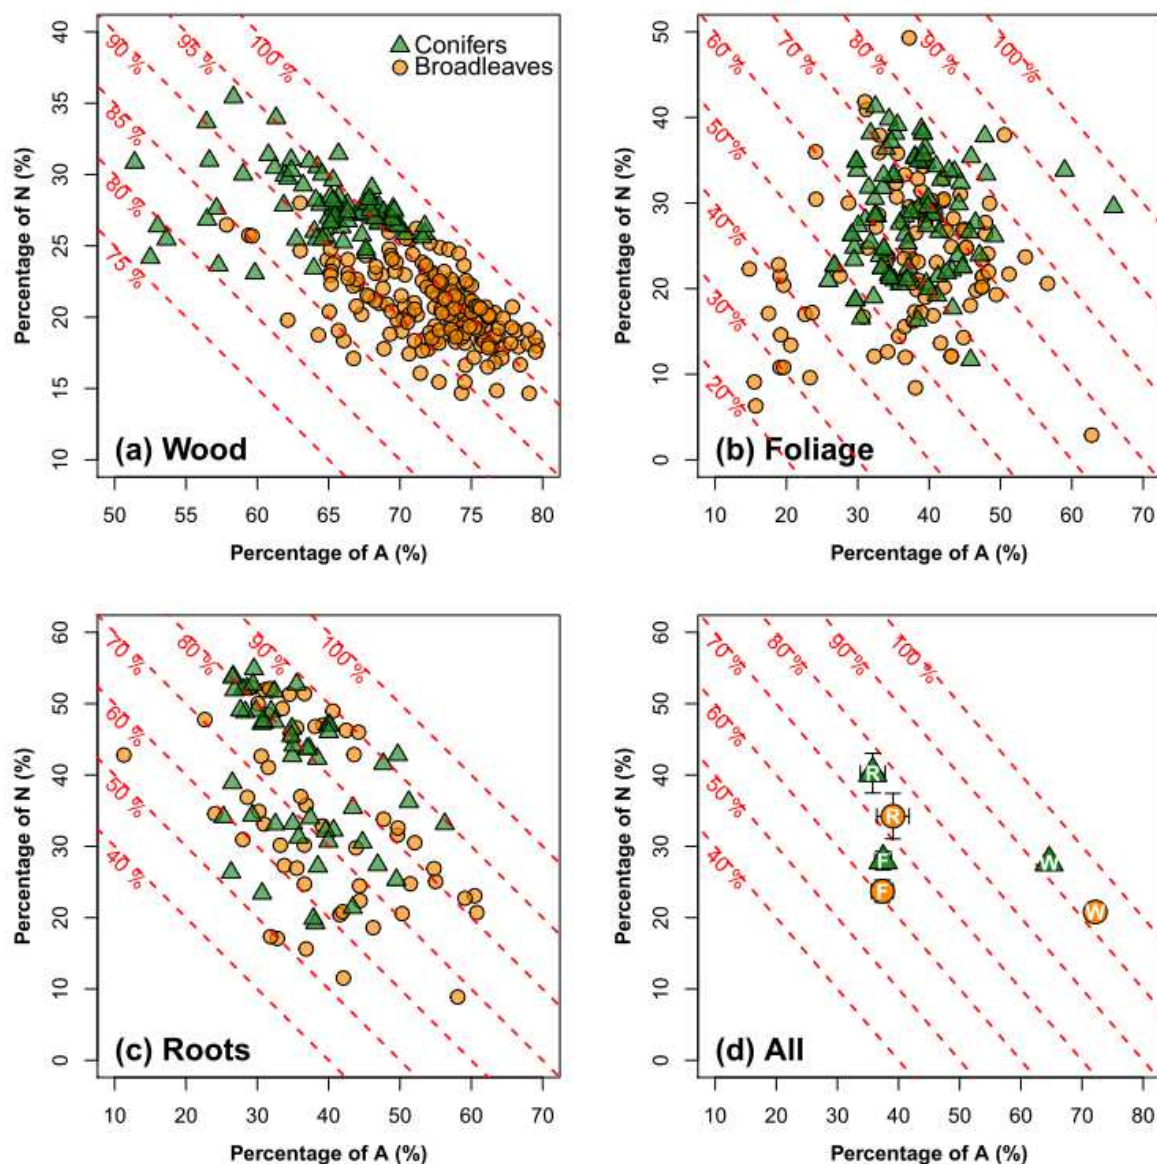 Conifers
Broadleaves
90 %
95 %
100 %
85 %
80 %
75 %
40
35
30
25
20
15
10
Percentage of N (%)
(a) Wood
50 55 60 65 70 75 80
Percentage of A (%)
60 %
70 %
80 %
90 %
100 %
50 %
40 %
30 %
20 %
50
40
30
20
10
0
Percentage of N (%)
(b) Foliage
10 20 30 40 50 60 70
Percentage of A (%)
70 %
80 %
90 %
100 %
60 %
50 %
40 %
60
50
40
30
20
10
0
Percentage of N (%)
(c) Roots
10 20 30 40 50 60 70
Percentage of A (%)
70 %
80 %
90 %
100 %
60 %
50 %
40 %
60
50
40
30
20
10
0
Percentage of N (%)
R
R
F
F
W
W
(d) All
10 20 30 40 50 60 70 80
Percentage of A (%)